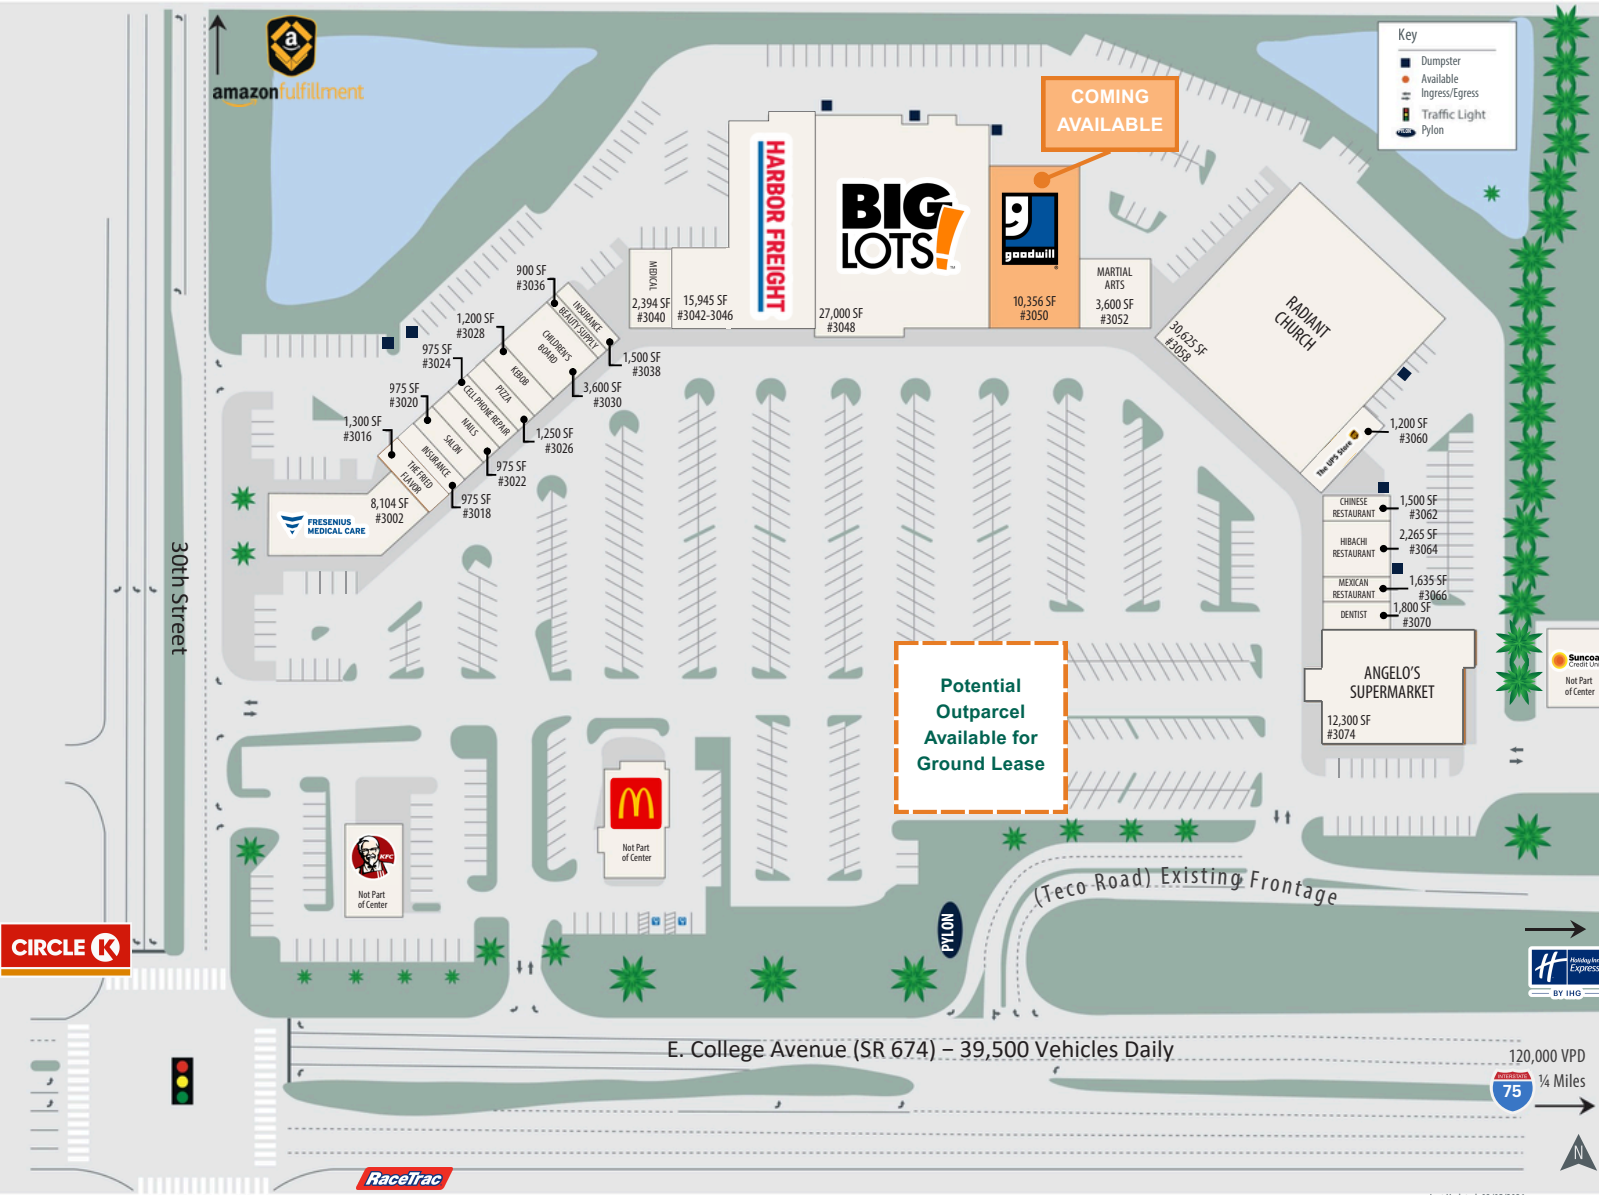 a
amazonfulfillment
Key
Dumpster
Available
Ingress/Egress
Traffic Light
PYLON
Pylon
COMING
AVAILABLE
HARBOR FREIGHT
BIG
LOTS!
goodwill
MEDICAL
2,394 SF
#3040
15,945 SF
#3042-3046
27,000 SF
#3048
10,356 SF
#3050
MARTIAL
ARTS
3,600 SF
#3052
RADIANT
CHURCH
30,625 SF
#3058
The UPS Store
1,200 SF
#3060
900 SF
#3036
INSURANCE
BEAUTY SUPPLY
1,500 SF
#3038
1,200 SF
#3028
CHILDREN'S
BOARD
3,600 SF
#3030
975 SF
#3024
KEBOB
PIZZA
1,250 SF
#3026
975 SF
#3020
CELL PHONE REPAIR
NAILS
975 SF
#3022
1,300 SF
#3016
SALON
INSURANCE
975 SF
#3018
THE FRIED
FLAVOR
8,104 SF
#3002
FRESENIUS
MEDICAL CARE
CHINESE
RESTAURANT
1,500 SF
#3062
HIBACHI
RESTAURANT
2,265 SF
#3064
MEXICAN
RESTAURANT
1,635 SF
#3066
DENTIST
1,800 SF
#3070
ANGELO'S
SUPERMARKET
12,300 SF
#3074
Suncoa
Credit Uni
Not Part
of Center
30th Street
Potential
Outparcel
Available for
Ground Lease
KFC
Not Part
of Center
Not Part
of Center
(Teco Road) Existing Frontage
PYLON
CIRCLE K
Holiday Inn
Express
BY IHG
E. College Avenue (SR 674) – 39,500 Vehicles Daily
120,000 VPD
INTERSTATE
75
¼ Miles
N
RaceTrac